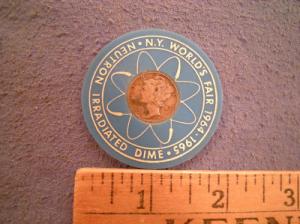 N.Y. WORLD'S FAIR 1964-1965
NEUTRON IRRADIATED DIME
1 2 3